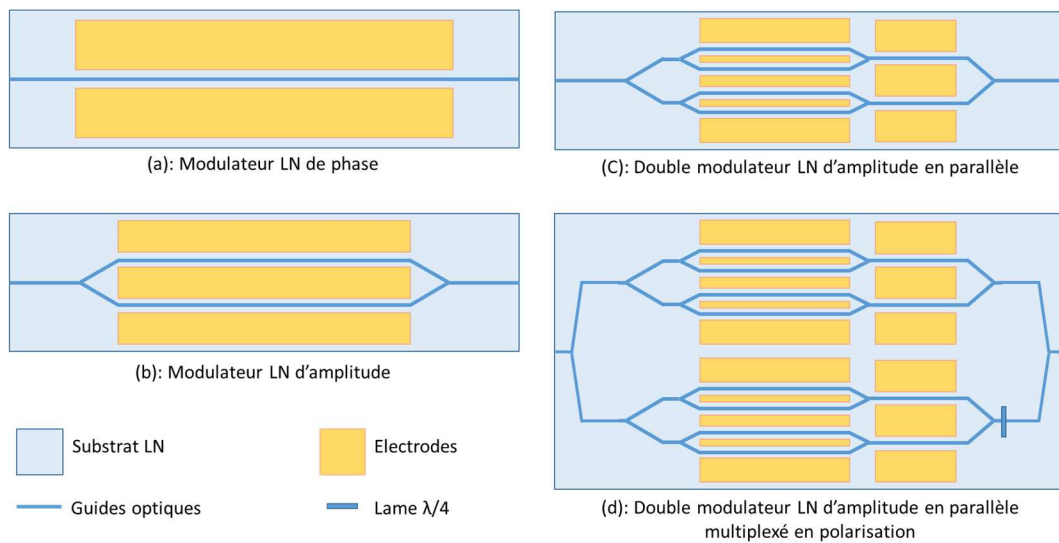 (a): Modulateur LN de phase
(C): Double modulateur LN d'amplitude en parallèle
(b): Modulateur LN d'amplitude
Substrat LN
Electrodes
Guides optiques
Lame λ/4
(d): Double modulateur LN d'amplitude en parallèle
multiplexé en polarisation